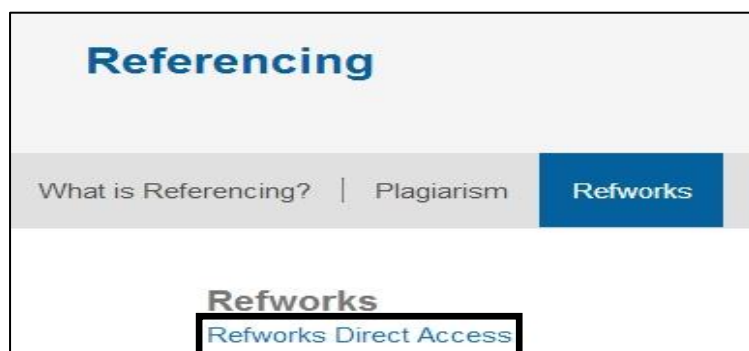 Referencing
What is Referencing? | Plagiarism Refworks
Refworks
Refworks Direct Access